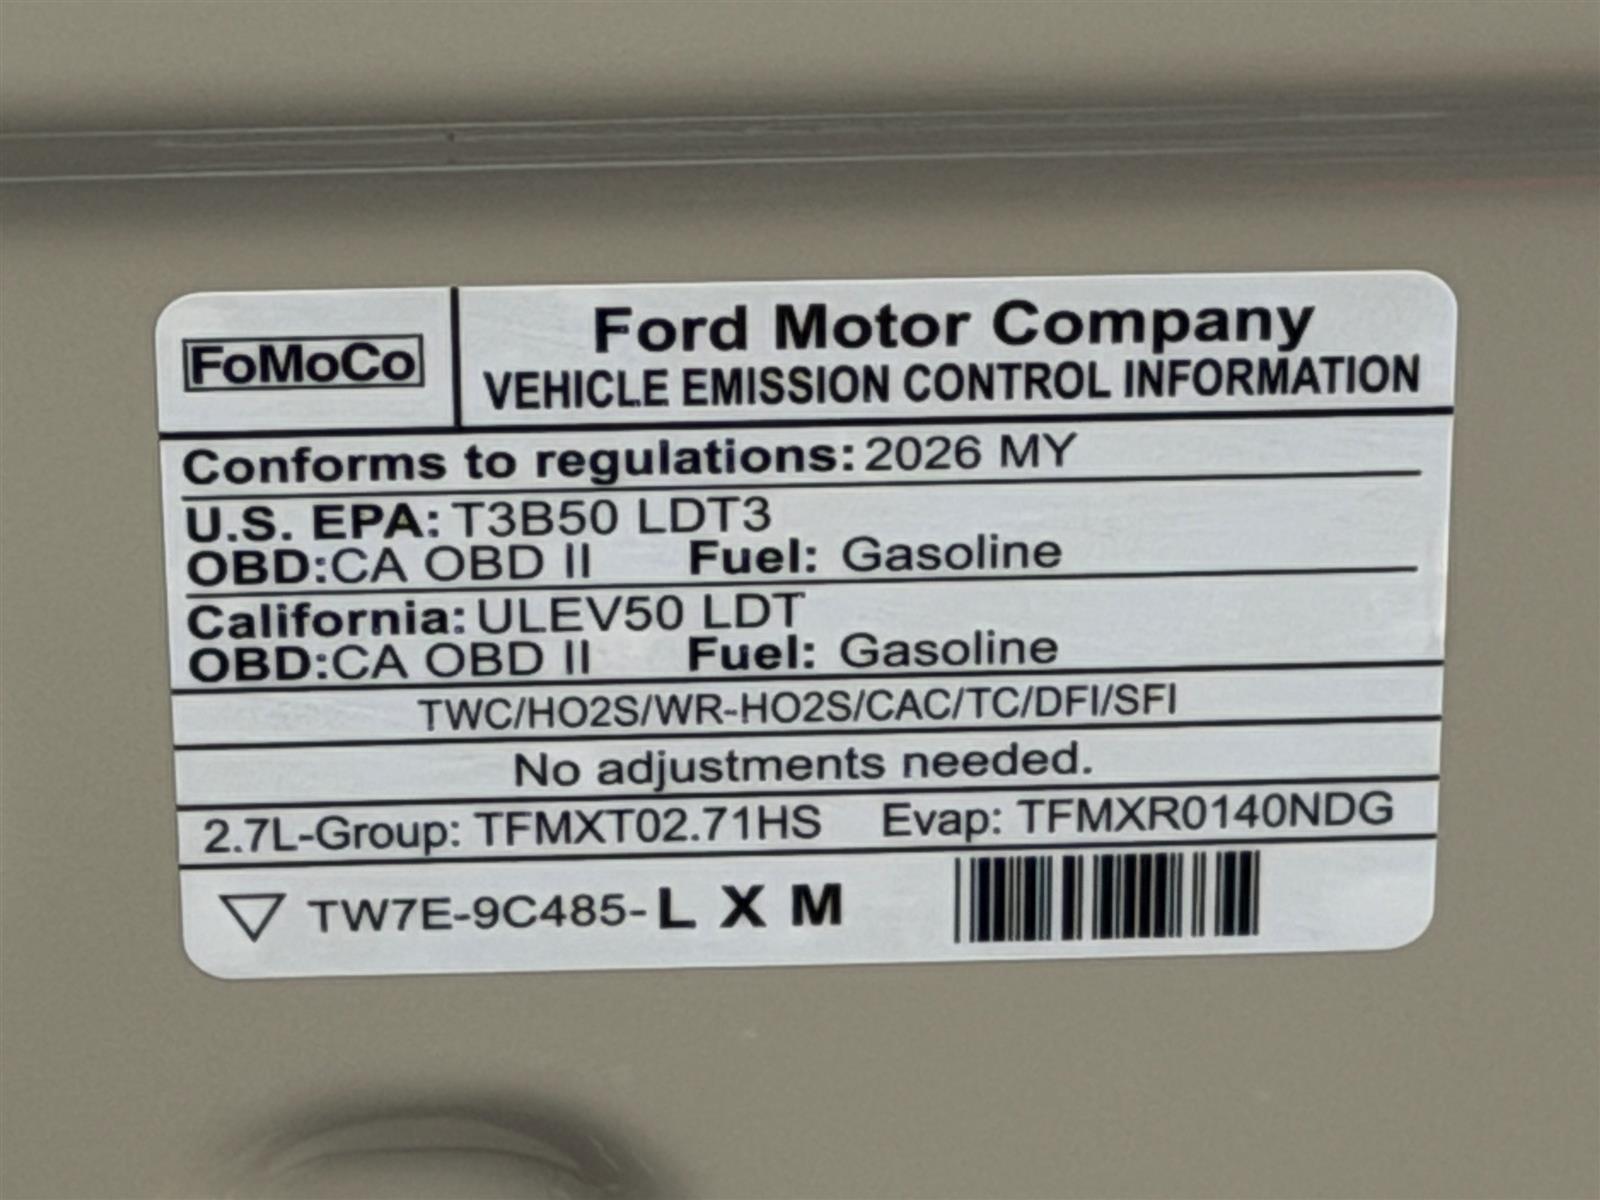 FoMoCo
Ford Motor Company
VEHICLE EMISSION CONTROL INFORMATION
Conforms to regulations: 2026 MY
U.S. EPA: T3B50 LDT3
OBD:CA OBD II Fuel: Gasoline
California: ULEV50 LDT
OBD:CA OBD II Fuel: Gasoline
TWC/HO2S/WR-HO2S/CAC/TC/DFI/SFI
No adjustments needed.
2.7L-Group: TFMXT02.71HS Evap: TFMXR0140NDG
TW7E-9C485- L X M